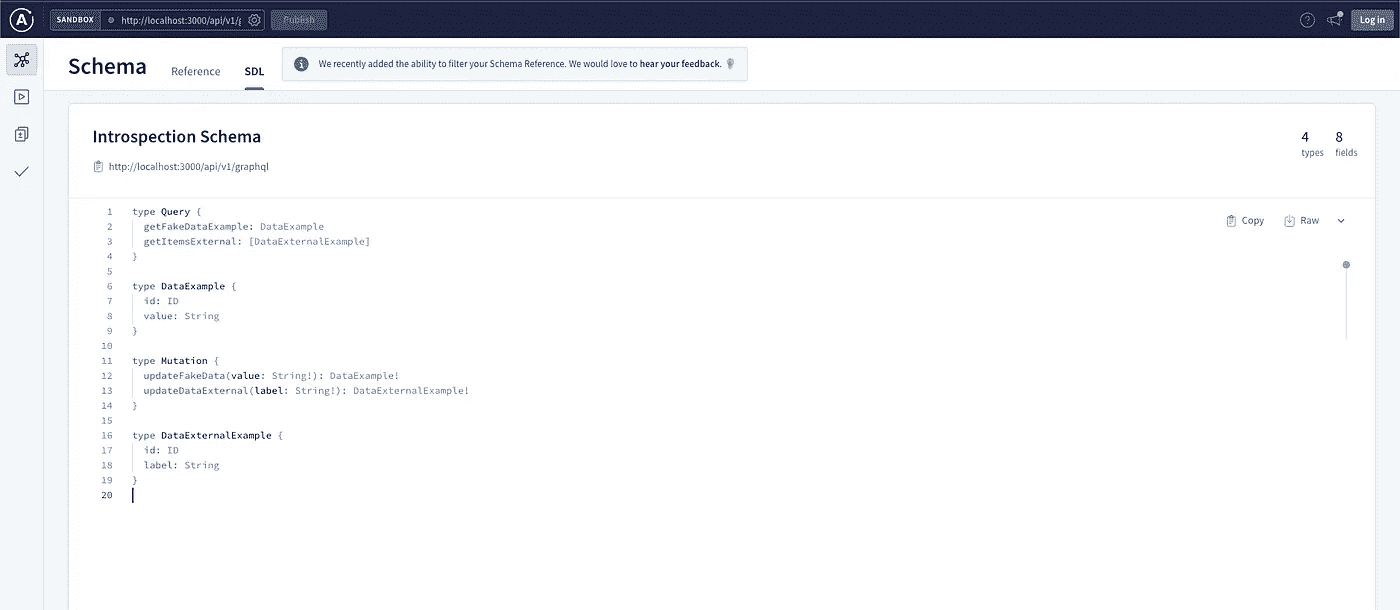 A SANDBOX http://localhost:3000/api/v1/g Publish ? Log in
Schema Reference SDL We recently added the ability to filter your Schema Reference. We would love to hear your feedback.
Introspection Schema
4 8
types fields
http://localhost:3000/api/v1/graphql
Copy Raw
1 type Query {
2 getFakeDataExample: DataExample
3 getItemsExternal: [DataExternalExample]
4 }
5
6 type DataExample {
7 id: ID
8 value: String
9 }
10
11 type Mutation {
12 updateFakeData(value: String!): DataExample!
13 updateDataExternal(label: String!): DataExternalExample!
14 }
15
16 type DataExternalExample {
17 id: ID
18 label: String
19 }
20